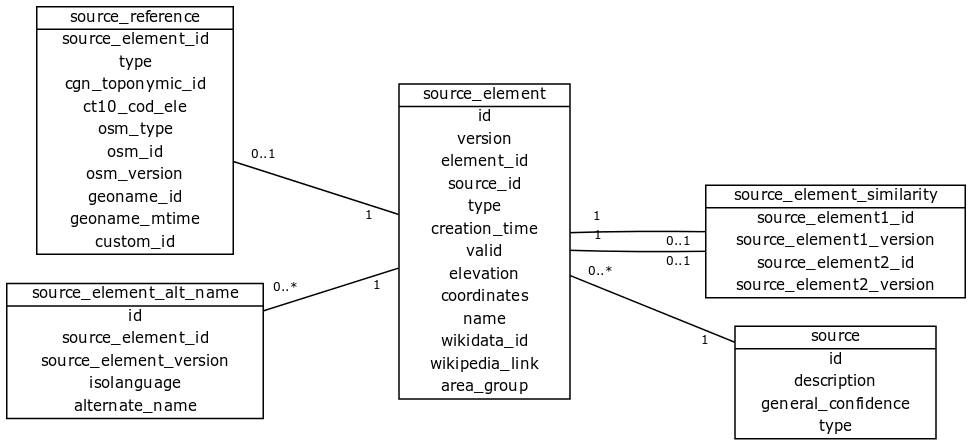 source_reference
source_element_id
type
cgn_toponymic_id
ct10_cod_ele
osm_type
osm_id
osm_version
geoname_id
geoname_mtime
custom_id
0..1
1
source_element_alt_name
id
source_element_id
source_element_version
isolanguage
alternate_name
0..*
1
source_element
id
version
element_id
source_id
type
creation_time
valid
elevation
coordinates
name
wikidata_id
wikipedia_link
area_group
1
0..1
1
0..1
0..*
1
source_element_similarity
source_element1_id
source_element1_version
source_element2_id
source_element2_version
source
id
description
general_confidence
type